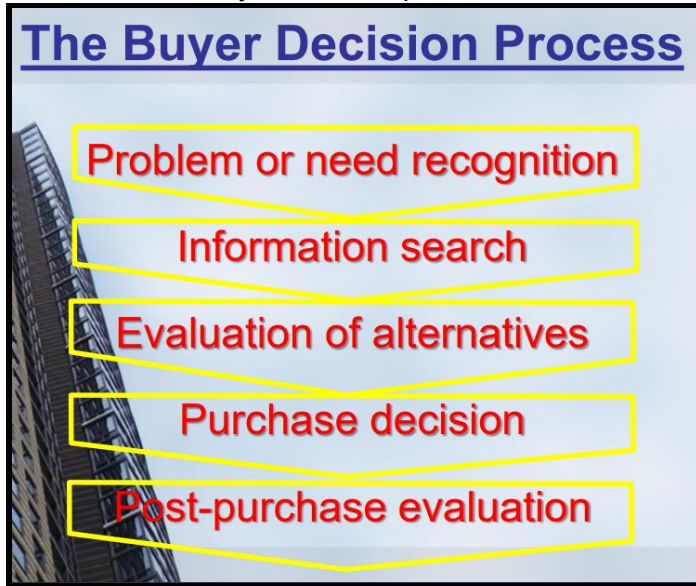 The Buyer Decision Process
Problem or need recognition
Information search
Evaluation of alternatives
Purchase decision
Post-purchase evaluation